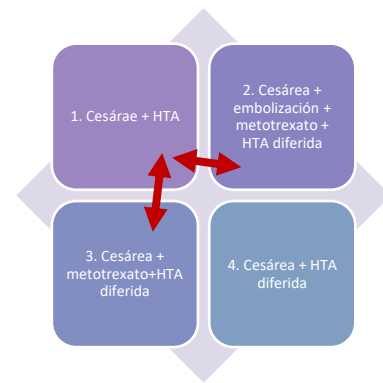 1. Cesárae + HTA
2. Cesárea +
embolización +
metotrexato +
HTA diferida
3. Cesárea +
metotrexato+HTA
diferida
4. Cesárea + HTA
diferida